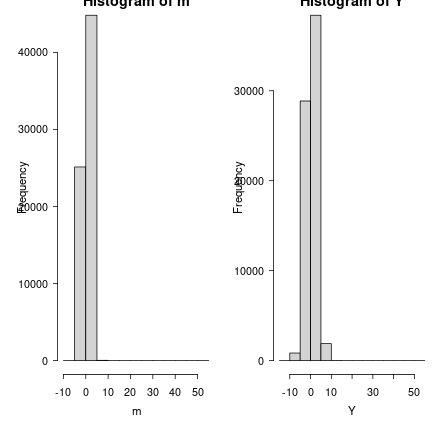 Histogram of m
Frequency
0
10000
20000
30000
40000
-10 0 10 20 30 40 50
m
Histogram of Y
Frequency
0
10000
20000
30000
-10 0 10 30 50
Y